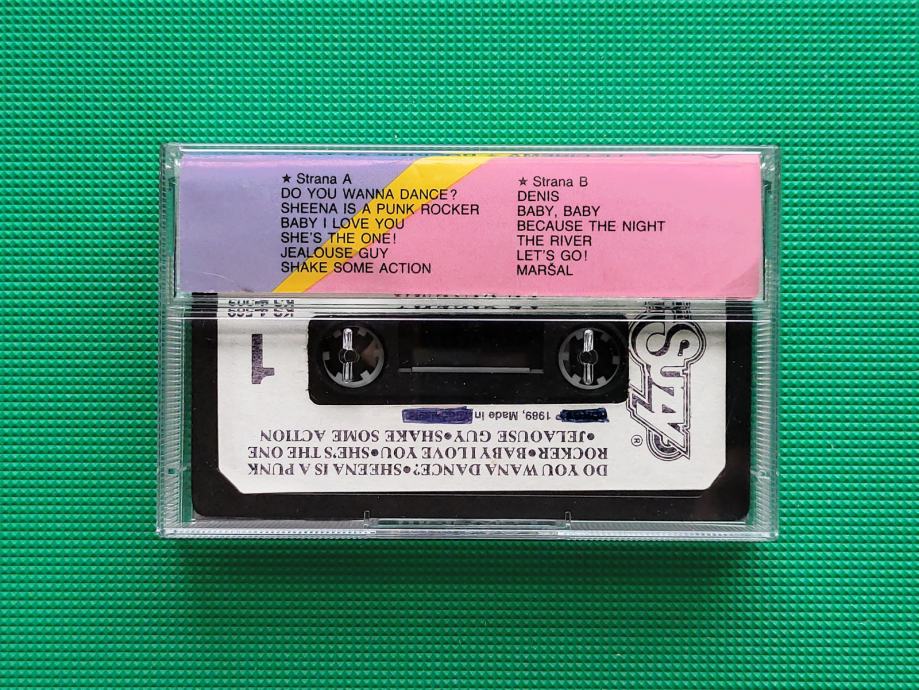 ★ Strana A
DO YOU WANNA DANCE?
SHEENA IS A PUNK ROCKER
BABY I LOVE YOU
SHE'S THE ONE!
JEALOUSE GUY
SHAKE SOME ACTION
★ Strana B
DENIS
BABY, BABY
BECAUSE THE NIGHT
THE RIVER
LET'S GO!
MARŠAL
DO YOU WANA DANCE?•SHEENA IS A PUNK
ROCKER•BABY I LOVE YOU•SHE'S THE ONE
•JELAOUSE GUY•SHAKE SOME ACTION
1989, Made in
SUZY
®
1